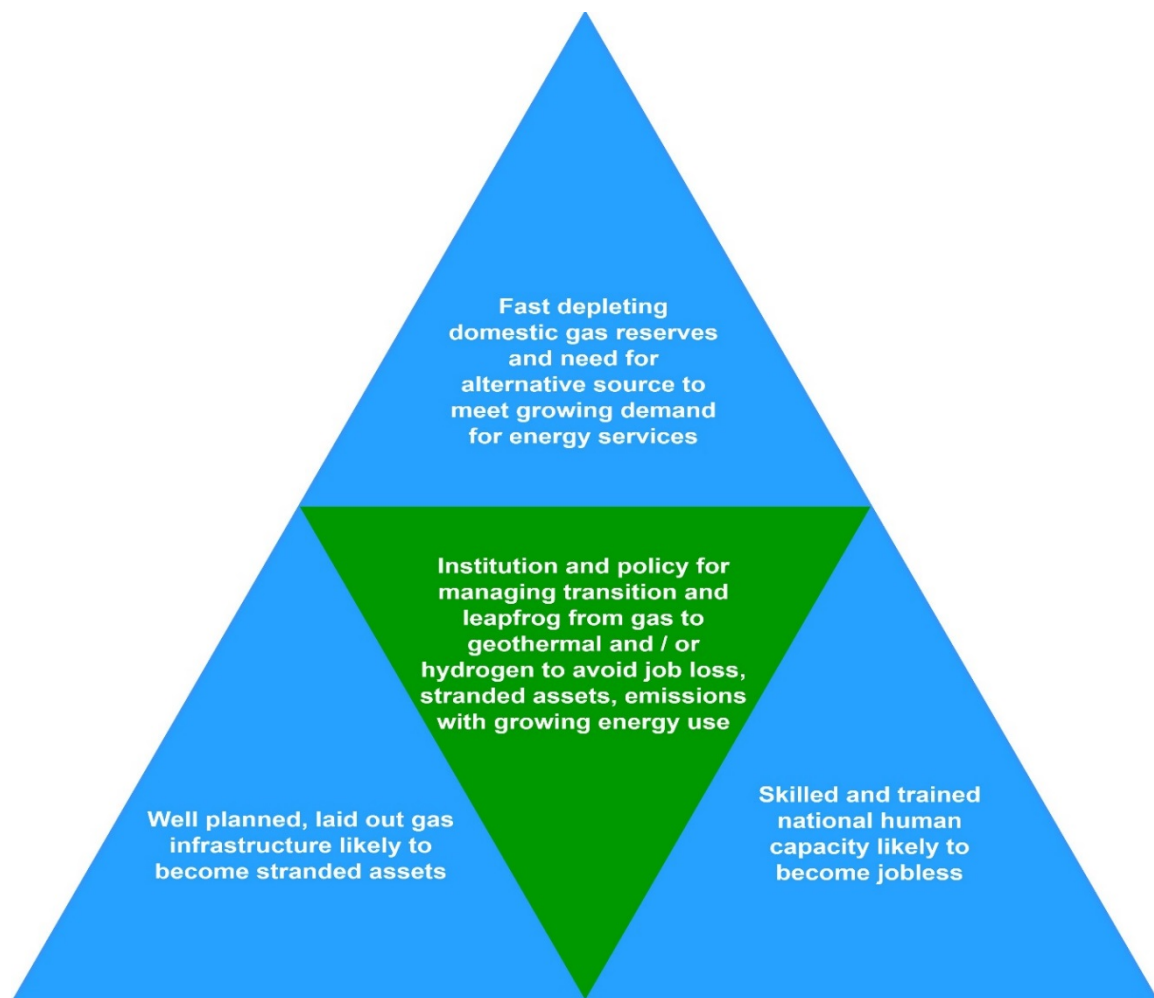 Fast depleting
domestic gas reserves
and need for
alternative source to
meet growing demand
for energy services
Institution and policy for
managing transition and
leapfrog from gas to
geothermal and / or
hydrogen to avoid job loss,
stranded assets, emissions
with growing energy use
Well planned, laid out gas
infrastructure likely to
become stranded assets
Skilled and trained
national human
capacity likely to
become jobless